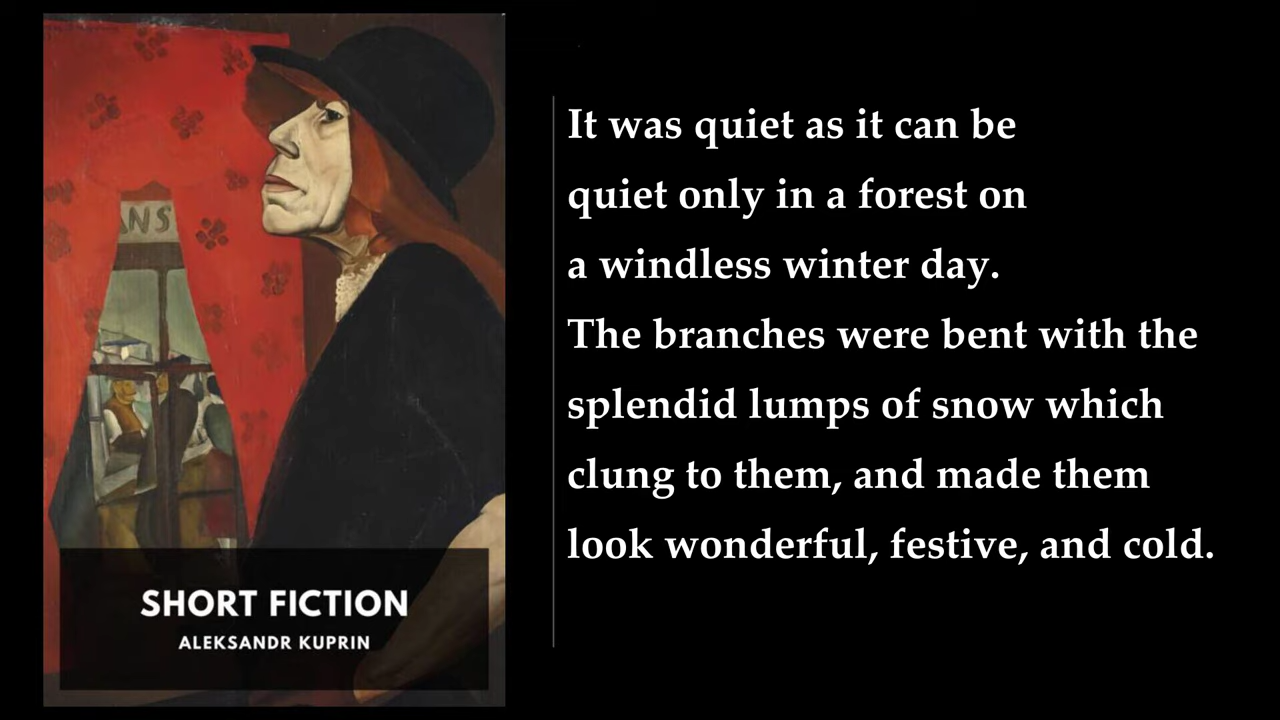 ANS
SHORT FICTION
ALEKSANDR KUPRIN
It was quiet as it can be
quiet only in a forest on
a windless winter day.
The branches were bent with the
splendid lumps of snow which
clung to them, and made them
look wonderful, festive, and cold.